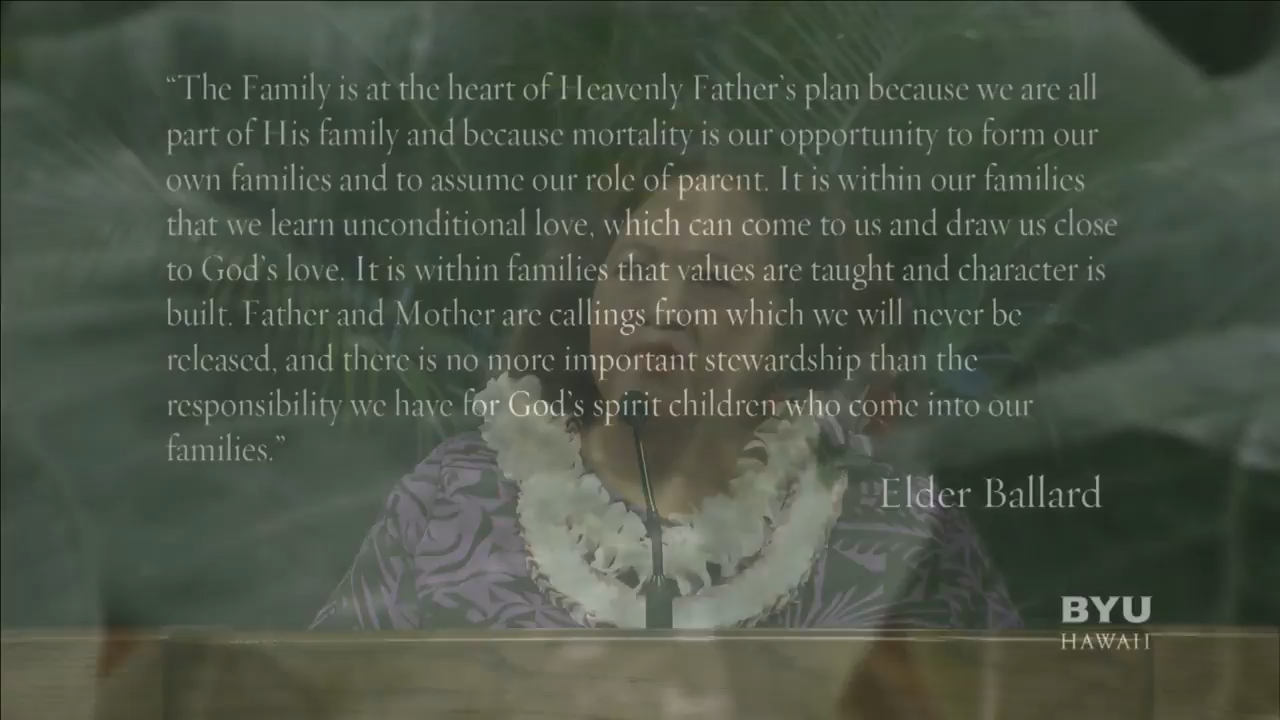 “The Family is at the heart of Heavenly Father’s plan because we are all
part of His family and because mortality is our opportunity to form our
own families and to assume our role of parent. It is within our families
that we learn unconditional love, which can come to us and draw us close
to God’s love. It is within families that values are taught and character is
built. Father and Mother are callings from which we will never be
released, and there is no more important stewardship than the
responsibility we have for God’s spirit children who come into our
families.”
Elder Ballard
BYU
HAWAII